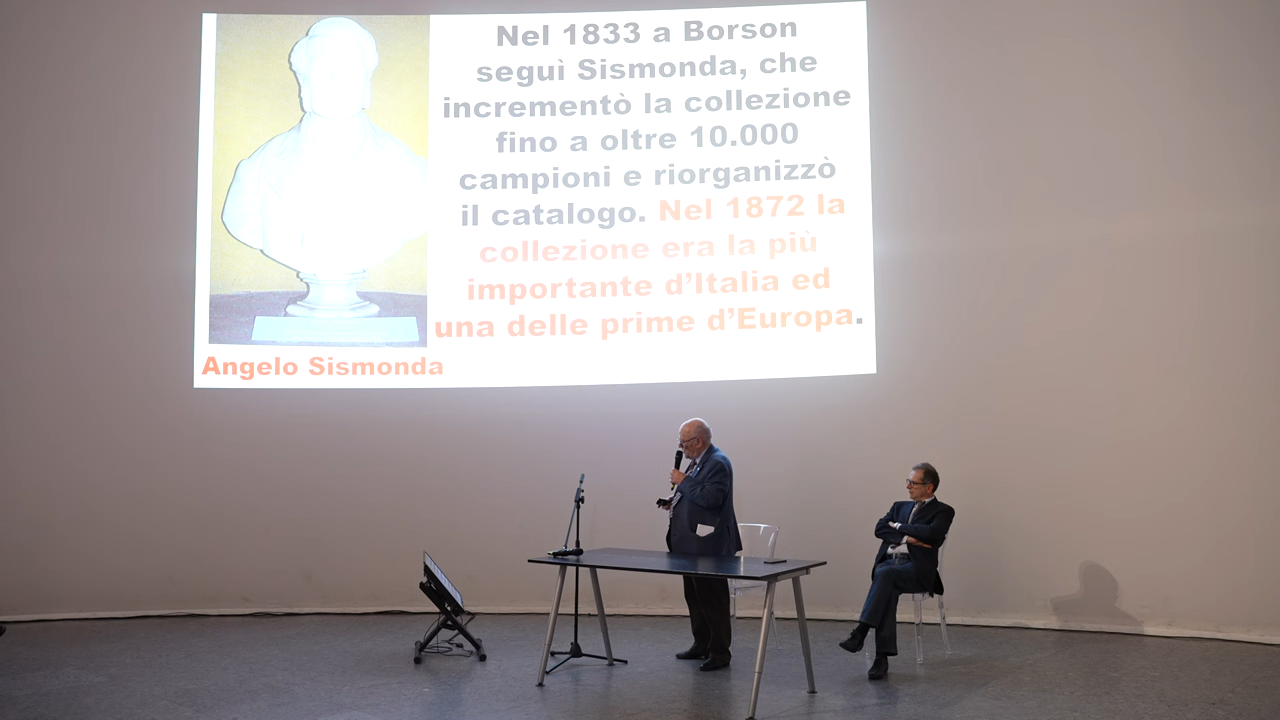 Nel 1833 a Borson
seguì Sismonda, che
incrementò la collezione
fino a oltre 10.000
campioni e riorganizzò
il catalogo. Nel 1872 la
collezione era la più
importante d’Italia ed
una delle prime d’Europa.
Angelo Sismonda